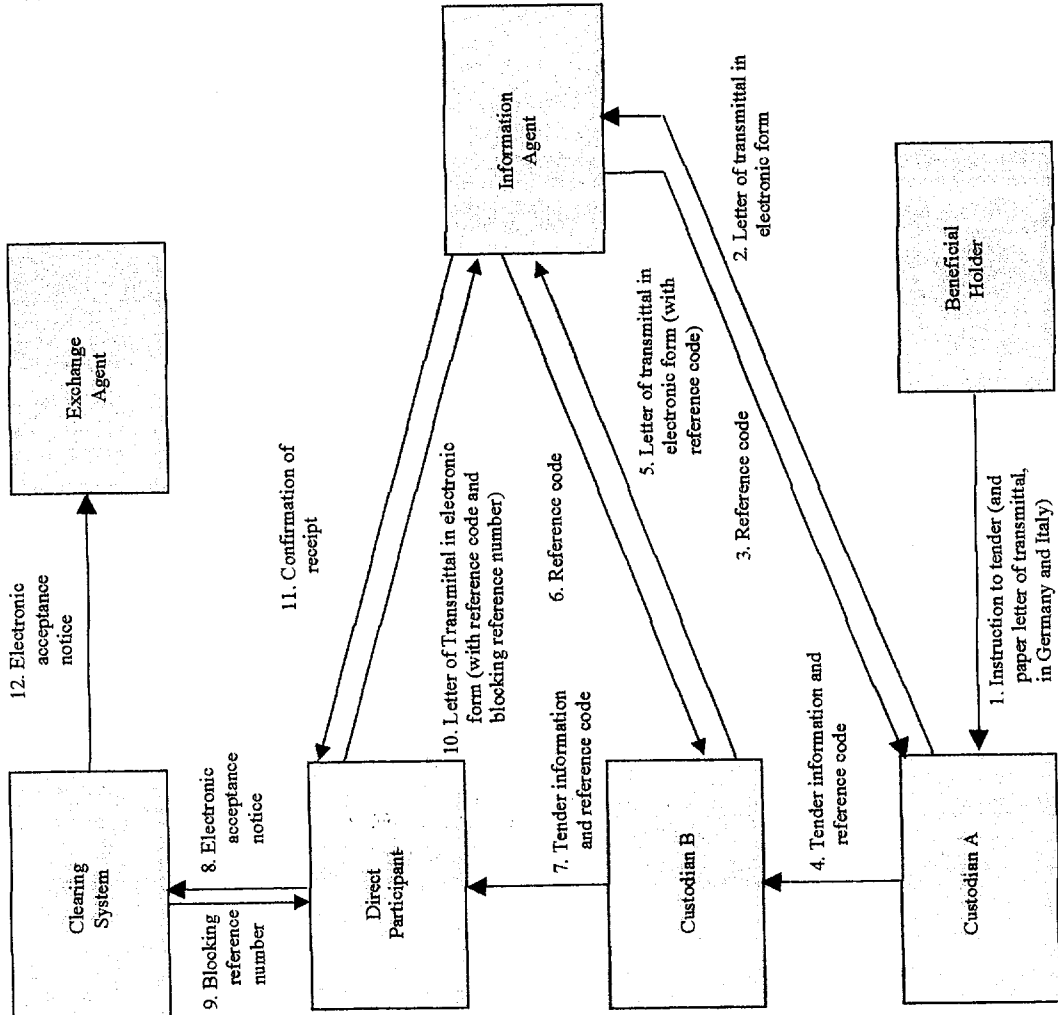 Clearing
System
Exchange
Agent
12. Electronic
acceptance
notice
8. Electronic
acceptance
notice
9. Blocking
reference
number
Direct
Participant
11. Confirmation of
receipt
10. Letter of Transmittal in electronic
form (with reference code and
blocking reference number)
Information
Agent
7. Tender information
and reference code
6. Reference code
5. Letter of transmittal in
electronic form (with
reference code)
Custodian B
3. Reference code
2. Letter of transmittal in
electronic form
4. Tender information and
reference code
Custodian A
1. Instruction to tender (and
paper letter of transmittal,
in Germany and Italy)
Beneficial
Holder